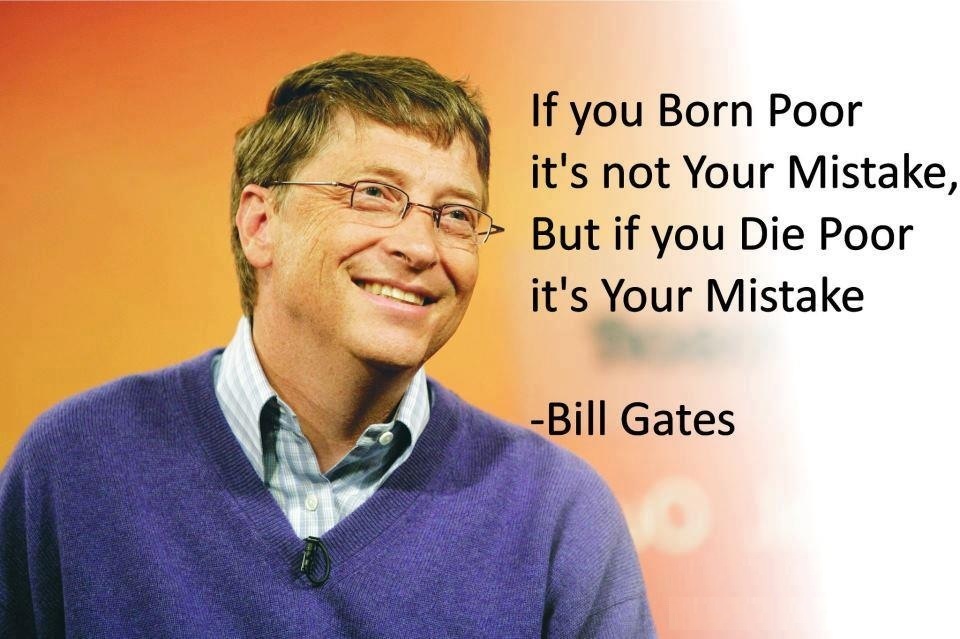 If you Born Poor
it's not Your Mistake,
But if you Die Poor
it's Your Mistake
-Bill Gates